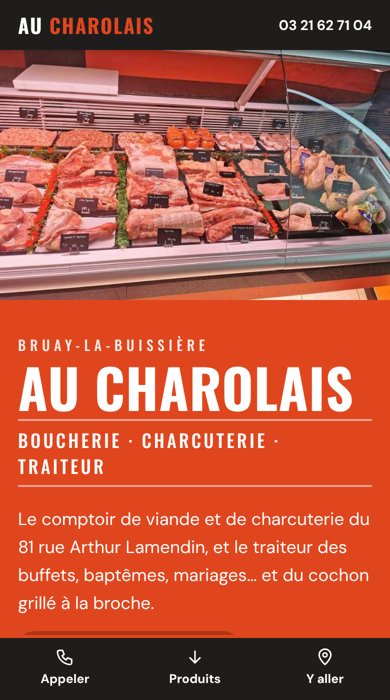 AU CHAROLAIS
03 21 62 71 04
BRUAY-LA-BUISSIÈRE
AU CHAROLAIS
BOUCHERIE · CHARCUTERIE ·
TRAITEUR
Le comptoir de viande et de charcuterie du
81 rue Arthur Lamendin, et le traiteur des
buffets, baptêmes, mariages… et du cochon
grillé à la broche.
Appeler
Produits
Y aller